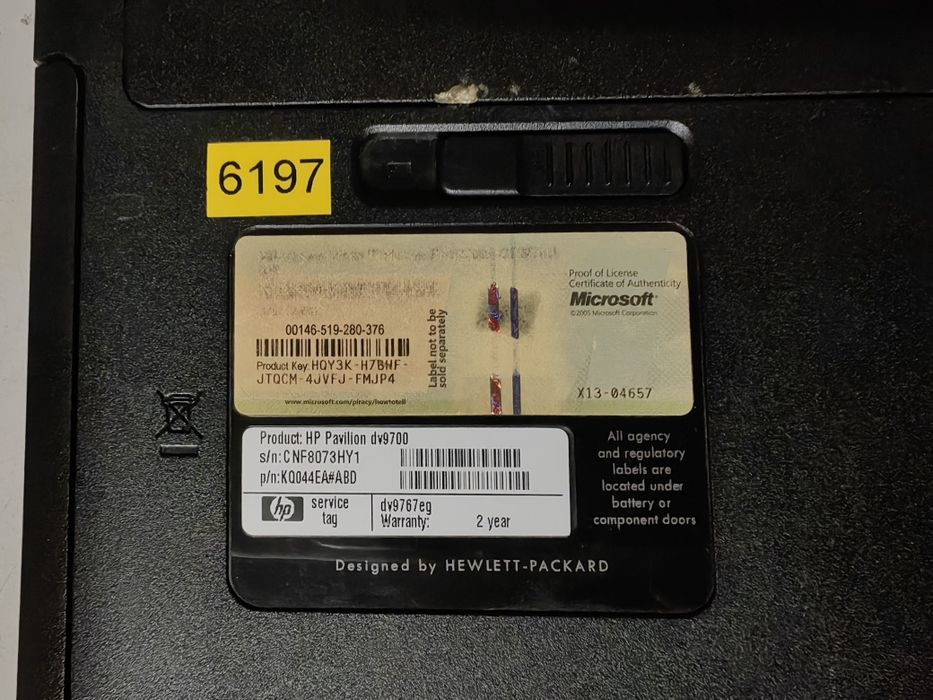 6197
Proof of License
Certificate of Authenticity
Microsoft®
©2005 Microsoft Corporation
00146-519-280-376
Label not to be
sold separately
Product Key: HQY3K-H7BWF-
JTQCM-4JVFJ-FMJP4
www.microsoft.com/piracy/howtotell
X13-04657
Product: HP Pavilion dv9700
s/n: CNF8073HY1
p/n: KQ044EA#ABD
hp
service
tag
dv9767eg
Warranty: 2 year
All agency
and regulatory
labels are
located under
battery or
component doors
Designed by HEWLETT-PACKARD